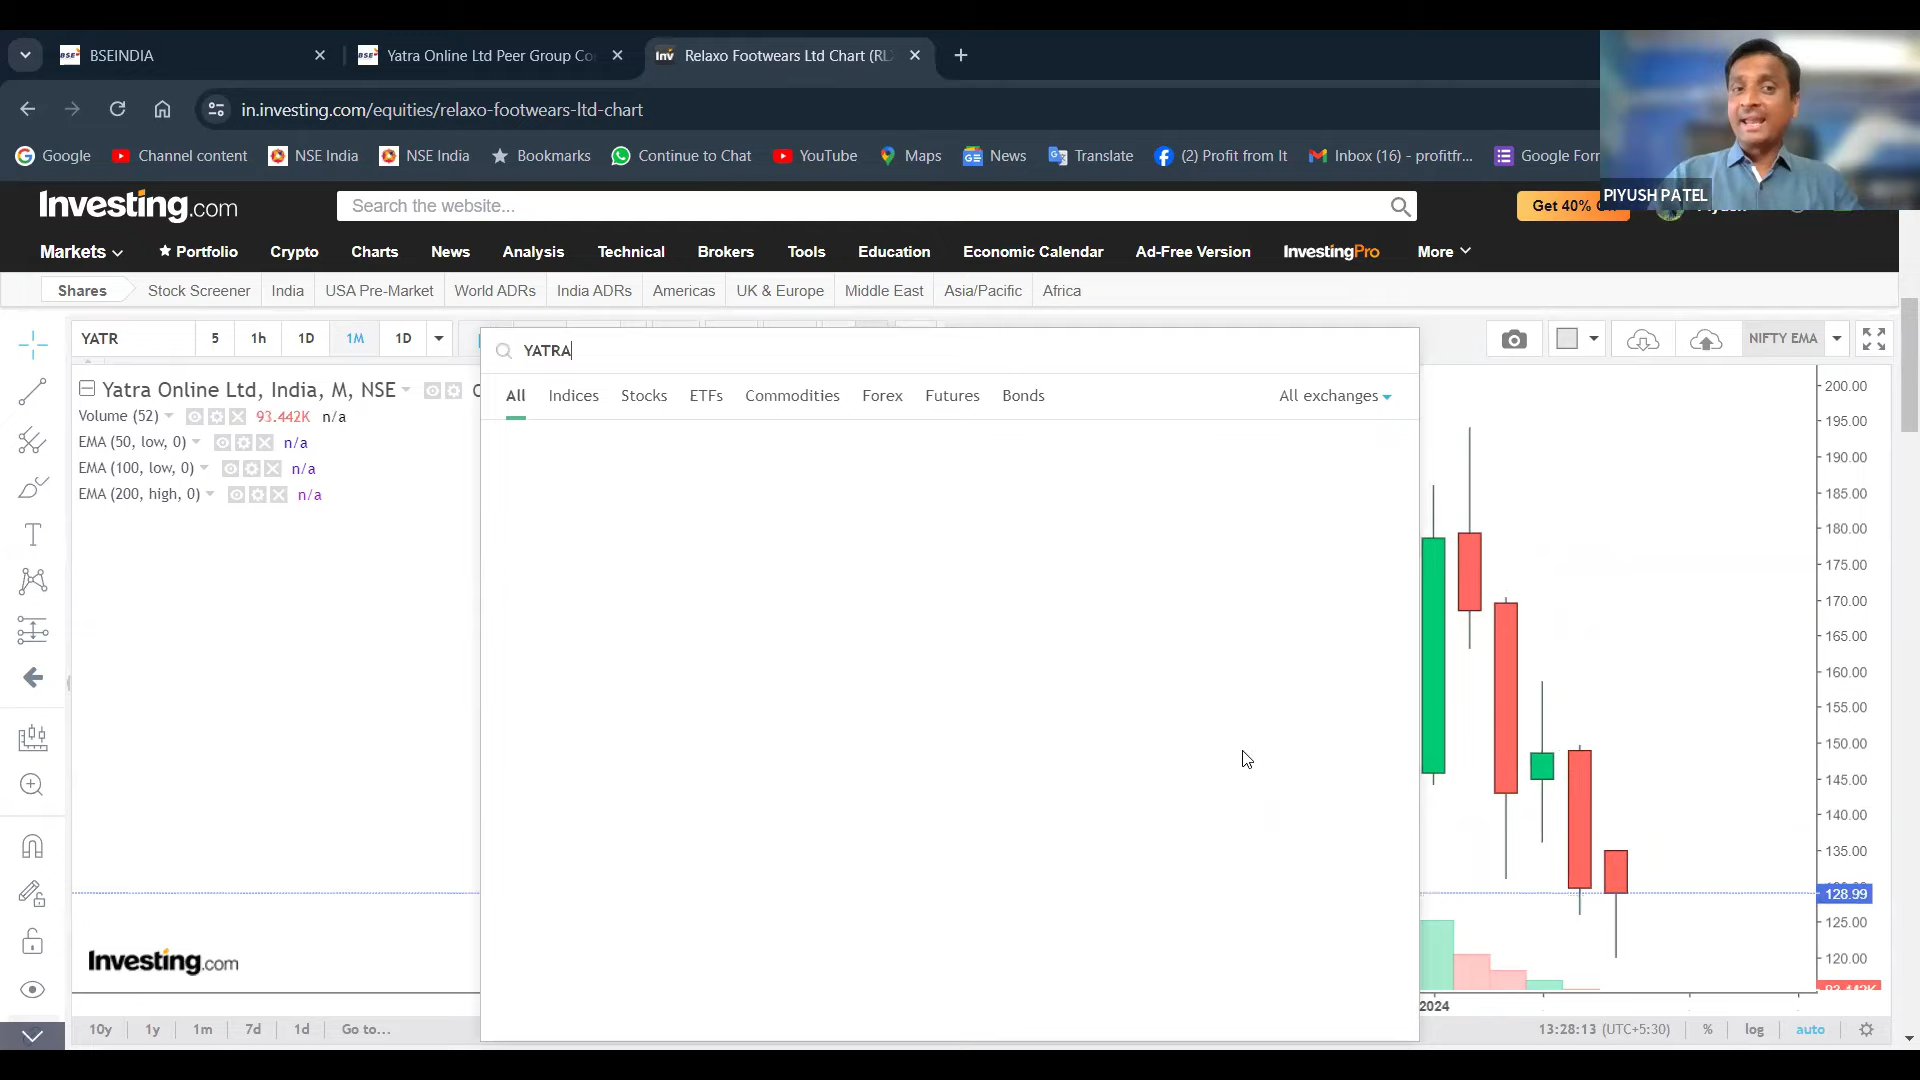 BSEINDIA
Yatra Online Ltd Peer Group Co
Relaxo Footwears Ltd Chart (RL
in.investing.com/equities/relaxo-footwears-ltd-chart
Google Channel content NSE India NSE India Bookmarks Continue to Chat YouTube Maps News Translate (2) Profit from It Inbox (16) - profitfr... Google Form
PIYUSH PATEL
Investing.com
Search the website...
Get 40%
Markets Portfolio Crypto Charts News Analysis Technical Brokers Tools Education Economic Calendar Ad-Free Version InvestingPro More
Shares Stock Screener India USA Pre-Market World ADRs India ADRs Americas UK & Europe Middle East Asia/Pacific Africa
YATR 5 1h 1D 1M 1D
NIFTY EMA
YATRA
Yatra Online Ltd, India, M, NSE
Volume (52) 93.442K n/a
EMA (50, low, 0) n/a
EMA (100, low, 0) n/a
EMA (200, high, 0) n/a
All Indices Stocks ETFs Commodities Forex Futures Bonds All exchanges
200.00
195.00
190.00
185.00
180.00
175.00
170.00
165.00
160.00
155.00
150.00
145.00
140.00
135.00
128.99
125.00
120.00
93.442K
Investing.com
2024
10y 1y 1m 7d 1d Go to...
13:28:13 (UTC+5:30) % log auto